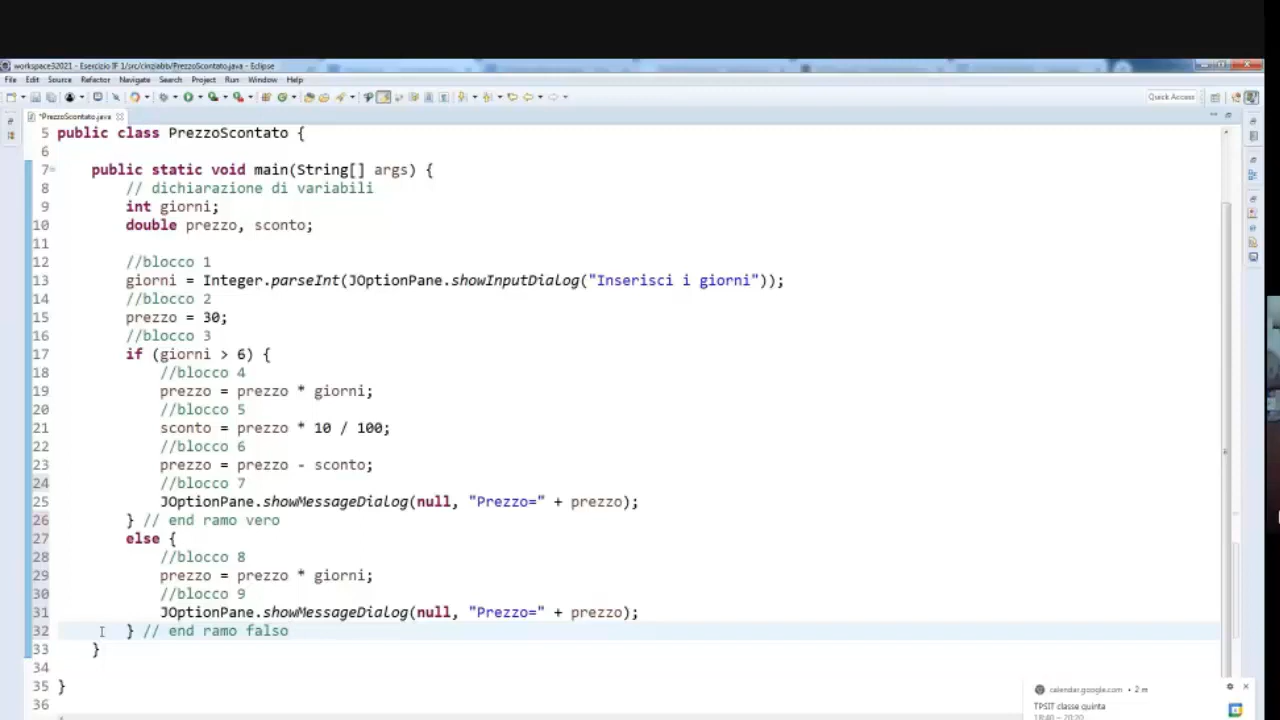 workspace32021 - Esercizio IF 1/src/cinziabb/PrezzoScontato.java - Eclipse
File Edit Source Refactor Navigate Search Project Run Window Help
Quick Access
*PrezzoScontato.java
5 public class PrezzoScontato {
6
7 public static void main(String[] args) {
8 // dichiarazione di variabili
9 int giorni;
10 double prezzo, sconto;
11
12 //blocco 1
13 giorni = Integer.parseInt(JOptionPane.showInputDialog("Inserisci i giorni"));
14 //blocco 2
15 prezzo = 30;
16 //blocco 3
17 if (giorni > 6) {
18 //blocco 4
19 prezzo = prezzo * giorni;
20 //blocco 5
21 sconto = prezzo * 10 / 100;
22 //blocco 6
23 prezzo = prezzo - sconto;
24 //blocco 7
25 JOptionPane.showMessageDialog(null, "Prezzo=" + prezzo);
26 } // end ramo vero
27 else {
28 //blocco 8
29 prezzo = prezzo * giorni;
30 //blocco 9
31 JOptionPane.showMessageDialog(null, "Prezzo=" + prezzo);
32 } // end ramo falso
33 }
34
35 }
36
calendar.google.com • 2 m
TPSIT classe quinta
18:40 – 20:20